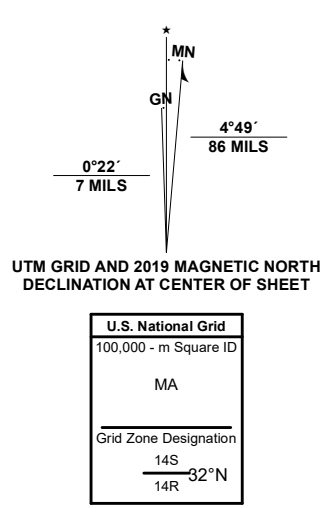 ★
MN
GN
4°49´
86 MILS
0°22´
7 MILS
UTM GRID AND 2019 MAGNETIC NORTH
DECLINATION AT CENTER OF SHEET
U.S. National Grid
100,000 - m Square ID
MA
Grid Zone Designation
14S
32°N
14R